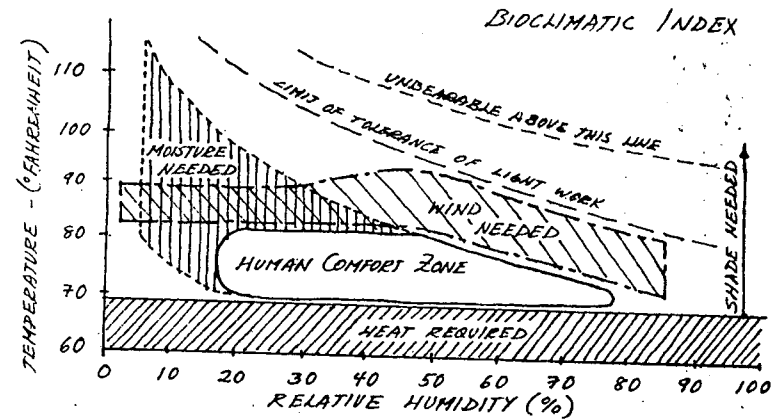 BIOCLIMATIC INDEX
TEMPERATURE - (°FAHRENHEIT)
110
100
90
80
70
60
UNBEARABLE ABOVE THIS LINE
LIMIT OF TOLERANCE OF LIGHT WORK
MOISTURE
NEEDED
WIND
NEEDED
HUMAN COMFORT ZONE
SHADE NEEDED
HEAT REQUIRED
0 10 20 30 40 50 60 70 80 90 100
RELATIVE HUMIDITY (%)